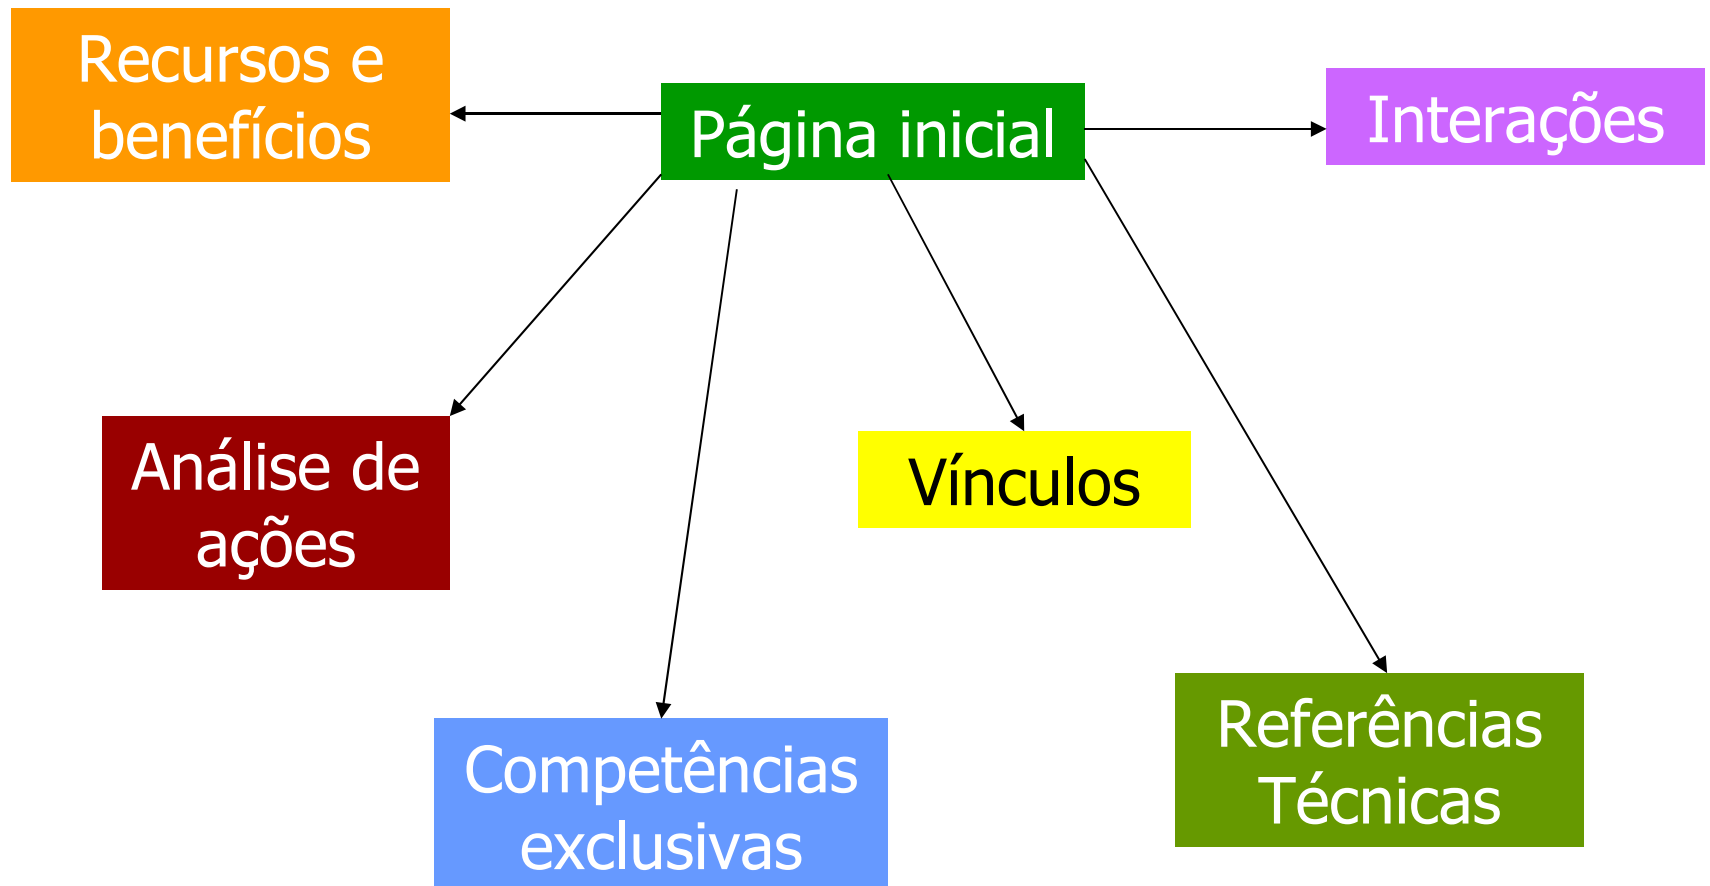 Recursos e
benefícios
Página inicial
Interações
Análise de
ações
Vínculos
Competências
exclusivas
Referências
Técnicas